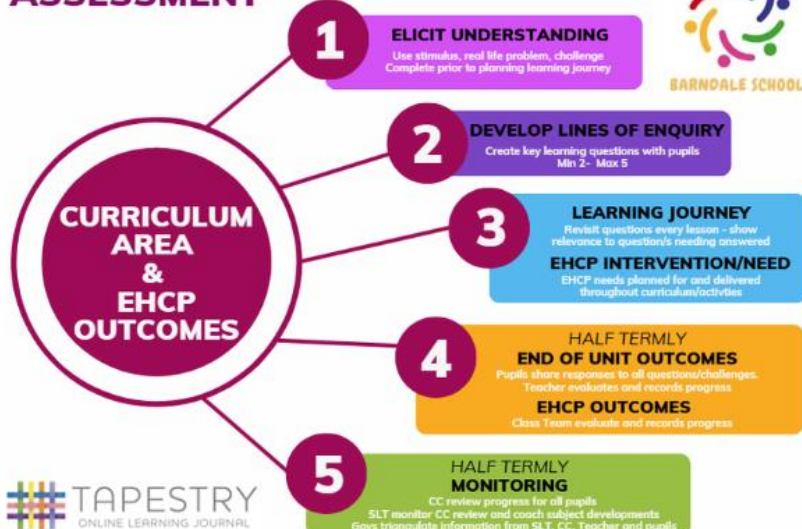 ASSESSMENT
1
ELICIT UNDERSTANDING
Use stimulus, real life problem, challenge
Complete prior to planning learning journey
BARNDALE SCHOOL
2
DEVELOP LINES OF ENQUIRY
Create key learning questions with pupils
Min 2- Max 5
CURRICULUM
AREA
&
EHCP
OUTCOMES
3
LEARNING JOURNEY
Revisit questions every lesson - show
relevance to question/s needing answered
EHCP INTERVENTION/NEED
EHCP needs planned for and delivered
throughout curriculum/activties
4
HALF TERMLY
END OF UNIT OUTCOMES
Pupils share responses to all questions/challenges.
Teacher evaluates and records progress
EHCP OUTCOMES
Class Team evaluate and records progress
5
HALF TERMLY
MONITORING
CC review progress for all pupils
SLT monitor CC review and coach subject developments
Govs triangulate information from SLT, CC, Teacher and pupils
TAPESTRY
ONLINE LEARNING JOURNAL